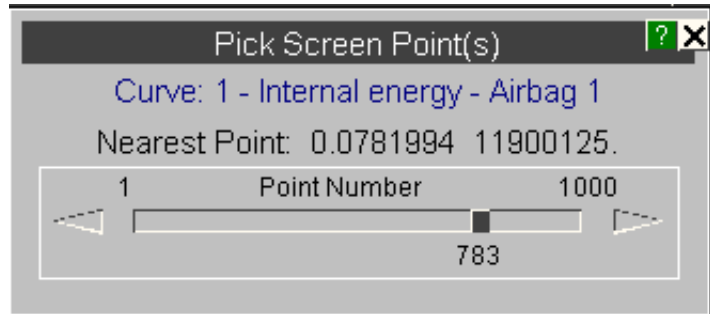 Pick Screen Point(s) ? X
Curve: 1 - Internal energy - Airbag 1
Nearest Point: 0.0781994 11900125.
1 Point Number 1000
783